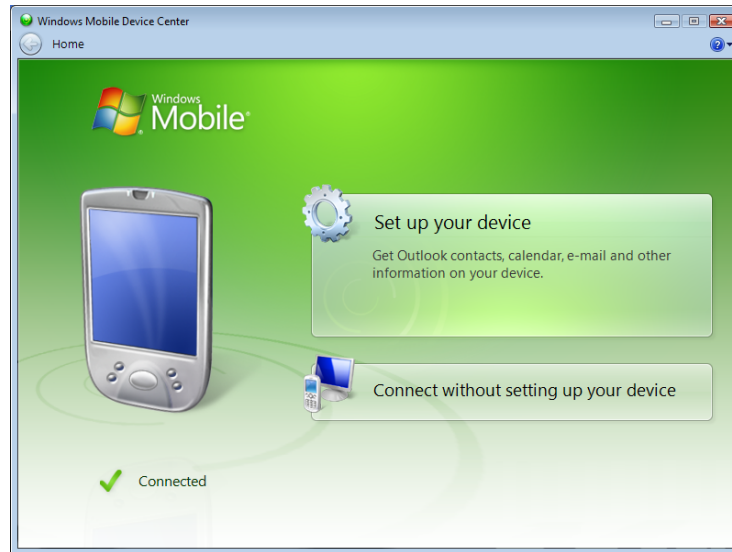 Windows Mobile Device Center
Home
Windows
Mobile®
Set up your device
Get Outlook contacts, calendar, e-mail and other
information on your device.
Connect without setting up your device
Connected